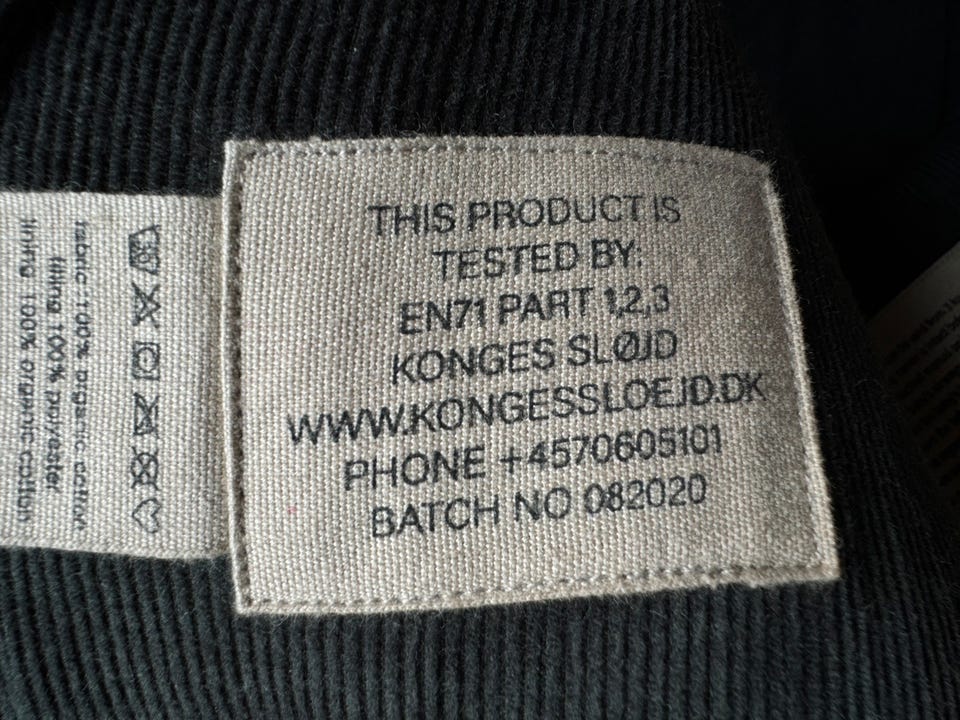 THIS PRODUCT IS
TESTED BY:
EN71 PART 1,2,3
KONGES SLØJD
WWW.KONGESSLOEJD.DK
PHONE +4570605101
BATCH NO 082020
fabric 100% organic cotton
filling 100% polyester
lining 100% organic cotton